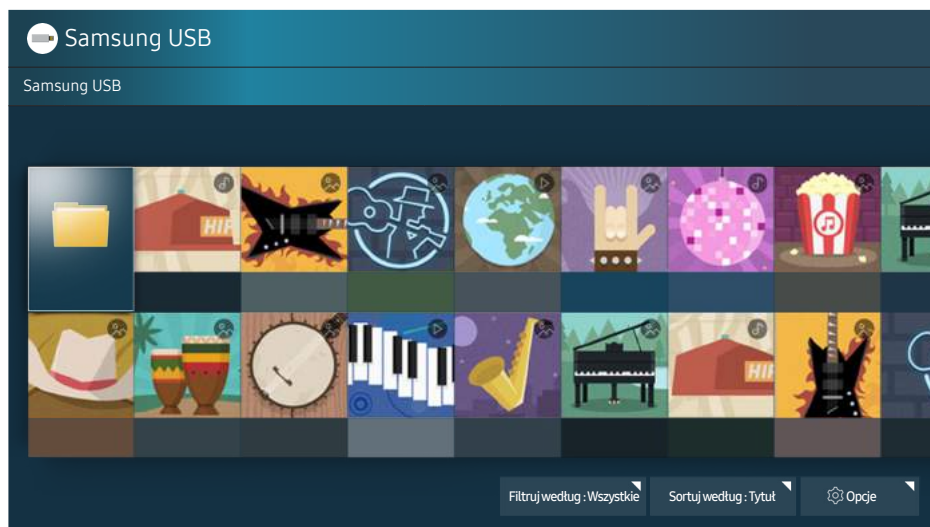 Samsung USB
Samsung USB
HIP
HIP
Filtruj według : Wszystkie
Sortuj według : Tytuł
Opcje